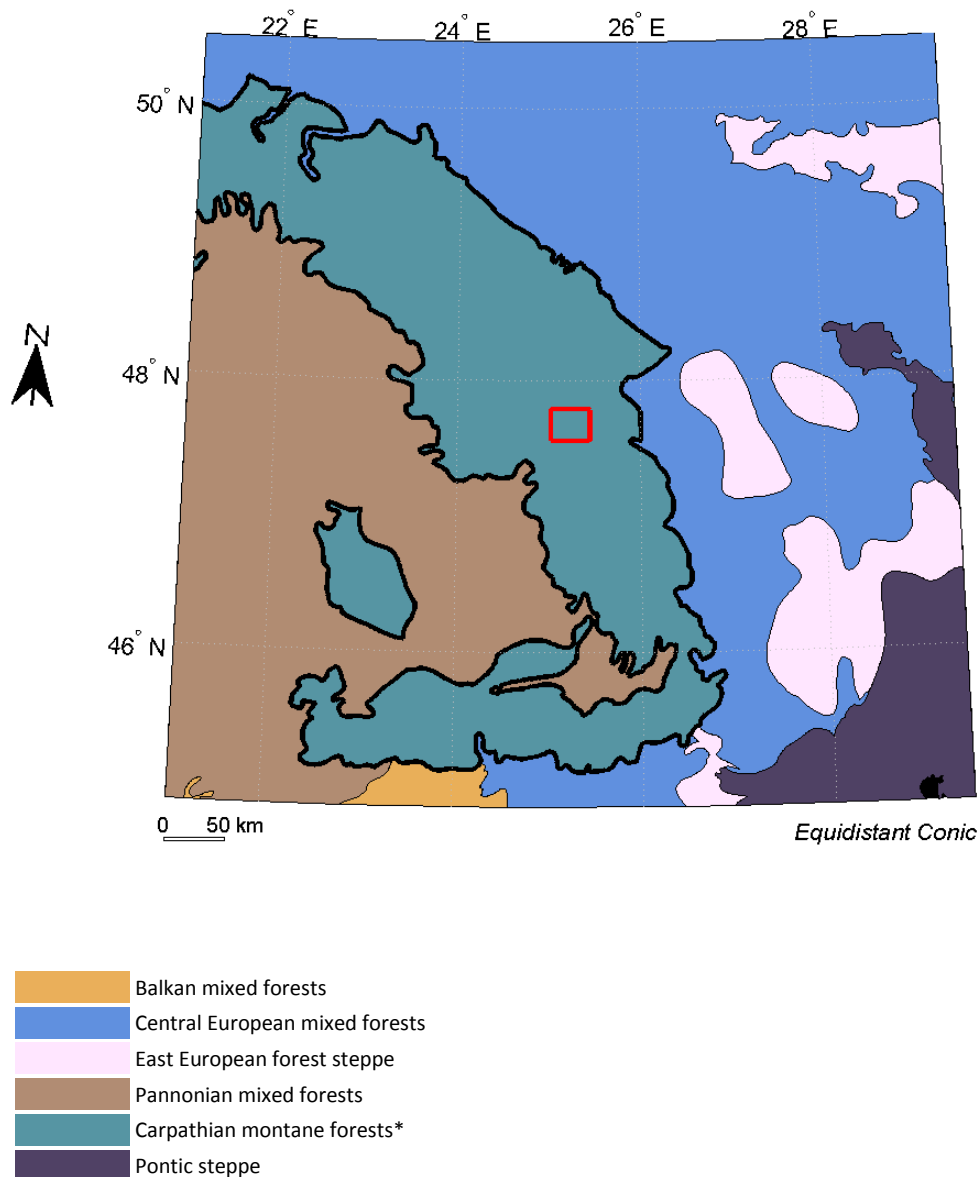 22° E 24° E 26° E 28° E
50° N
N
48° N
46° N
0 50 km
Equidistant Conic
Balkan mixed forests
Central European mixed forests
East European forest steppe
Pannonian mixed forests
Carpathian montane forests*
Pontic steppe